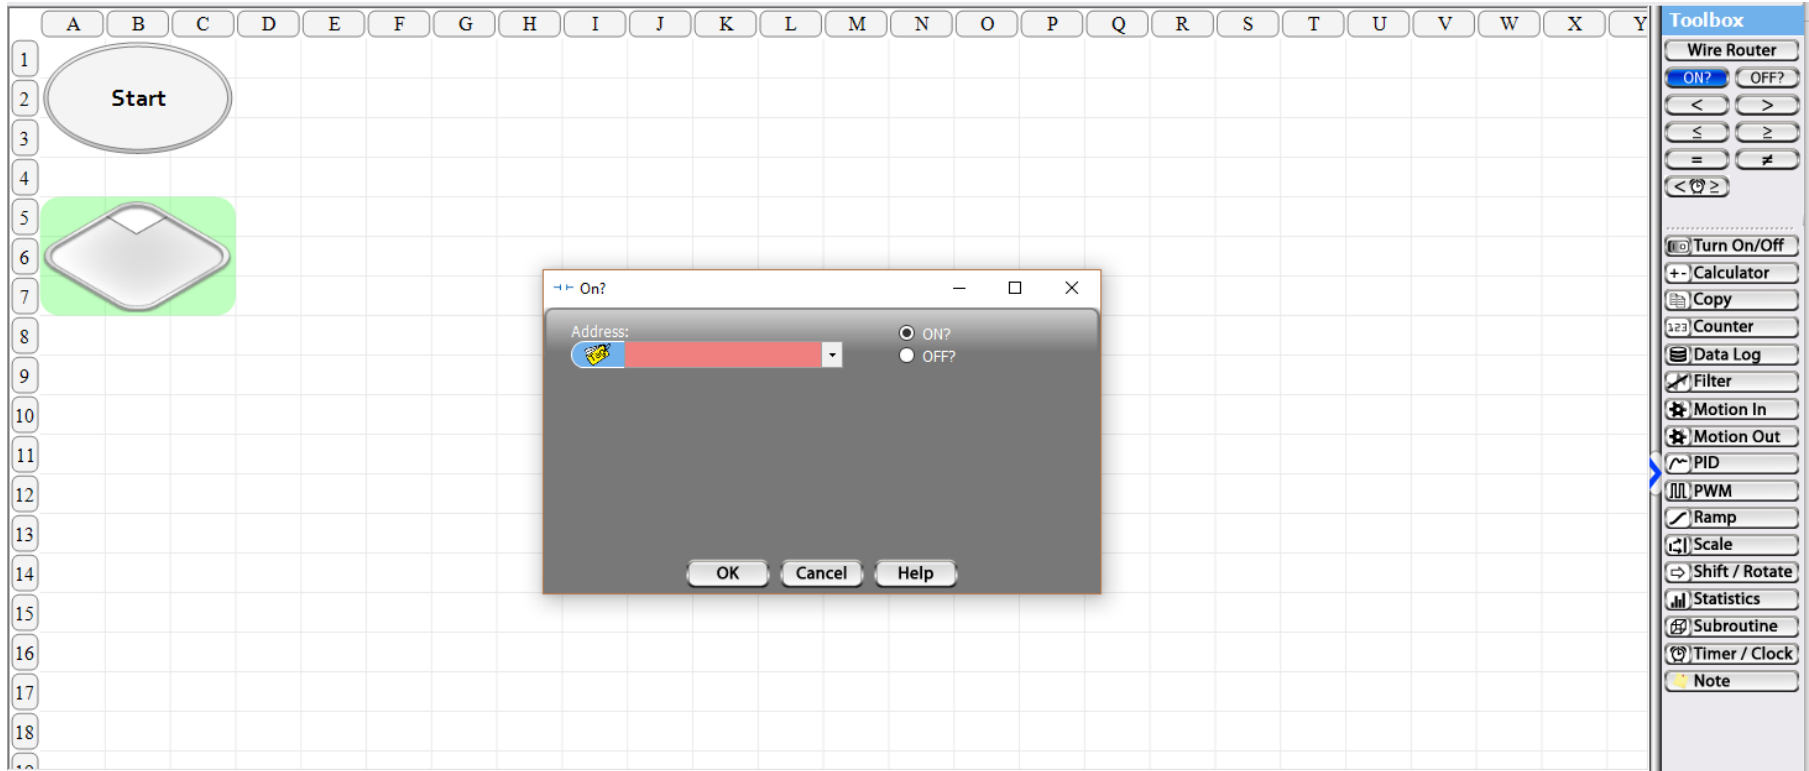 A B C D E F G H I J K L M N O P Q R S T U V W X Y
Toolbox
1
2
3
4
5
6
7
8
9
10
11
12
13
14
15
16
17
18
Start
On?
Address:
ON?
OFF?
OK Cancel Help
Wire Router
ON? OFF?
< >
≤ ≥
= ≠
< ≥
Turn On/Off
+- Calculator
Copy
123 Counter
Data Log
Filter
Motion In
Motion Out
PID
PWM
Ramp
Scale
Shift / Rotate
Statistics
Subroutine
Timer / Clock
Note